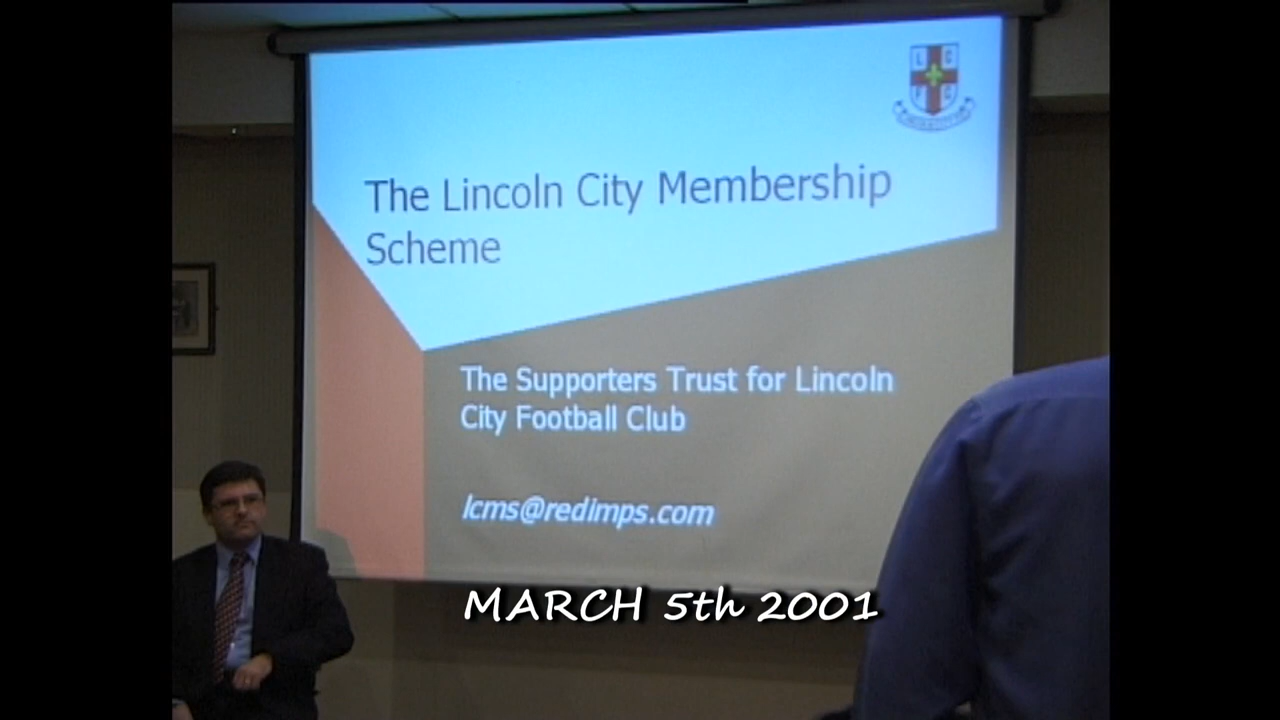 L C
F C
The Lincoln City Membership
Scheme
The Supporters Trust for Lincoln
City Football Club
lcms@redimps.com
MARCH 5th 2001